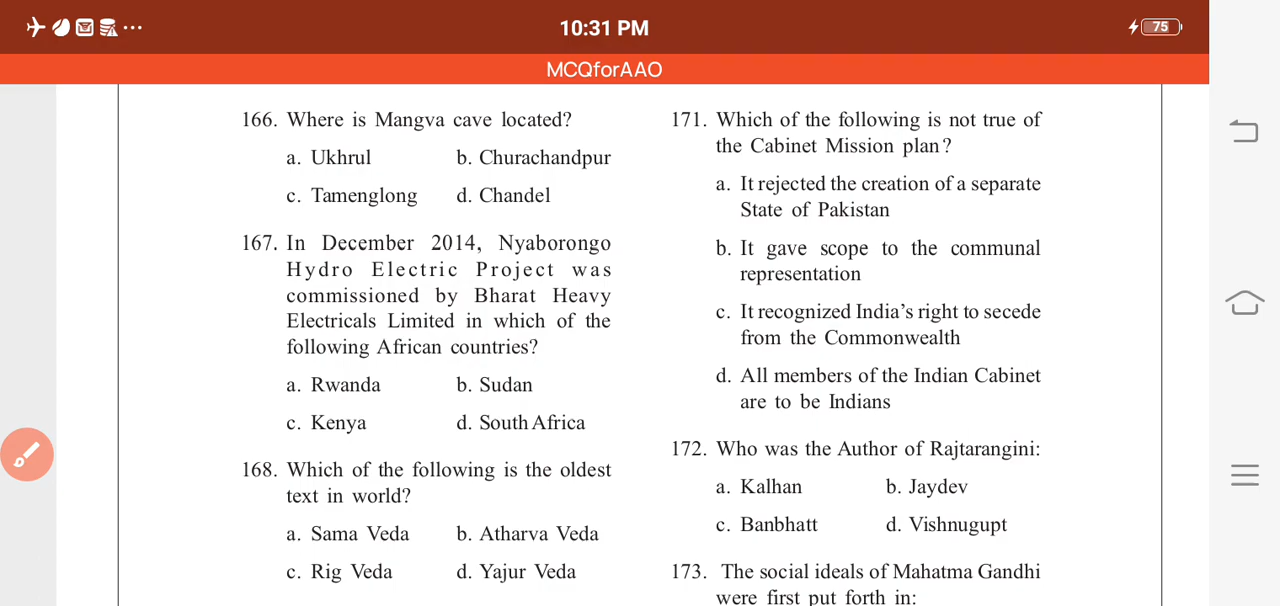 10:31 PM
75
MCQforAAO
166. Where is Mangva cave located?
a. Ukhrul b. Churachandpur
c. Tamenglong d. Chandel
167. In December 2014, Nyaborongo
Hydro Electric Project was
commissioned by Bharat Heavy
Electricals Limited in which of the
following African countries?
a. Rwanda b. Sudan
c. Kenya d. South Africa
168. Which of the following is the oldest
text in world?
a. Sama Veda b. Atharva Veda
c. Rig Veda d. Yajur Veda
171. Which of the following is not true of
the Cabinet Mission plan?
a. It rejected the creation of a separate
State of Pakistan
b. It gave scope to the communal
representation
c. It recognized India's right to secede
from the Commonwealth
d. All members of the Indian Cabinet
are to be Indians
172. Who was the Author of Rajtarangini:
a. Kalhan b. Jaydev
c. Banbhatt d. Vishnugupt
173. The social ideals of Mahatma Gandhi
were first put forth in: